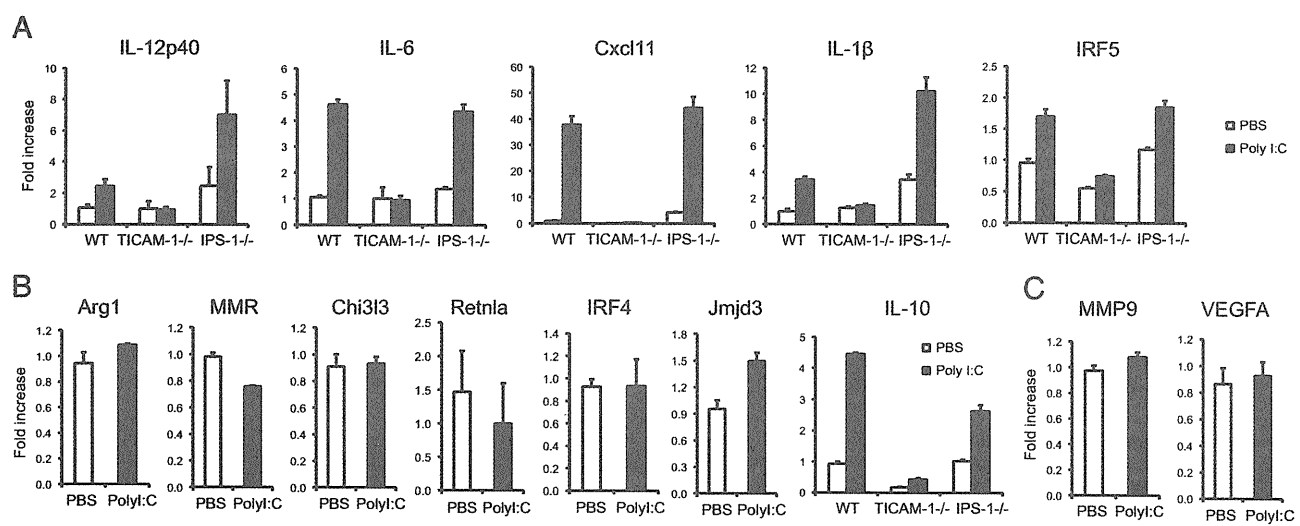 A
IL-12p40
IL-6
Cxcl11
IL-1β
IRF5
Fold increase
10
8
6
4
2
0
WT TICAM-1-/- IPS-1-/-
6
5
4
3
2
1
0
WT TICAM-1-/- IPS-1-/-
60
50
40
30
20
10
0
WT TICAM-1-/- IPS-1-/-
12
10
8
6
4
2
0
WT TICAM-1-/- IPS-1-/-
2.5
2.0
1.5
1.0
0.5
0.0
WT TICAM-1-/- IPS-1-/-
PBS
Poly I:C
B
Arg1
MMR
Chi3l3
Retnla
IRF4
Jmjd3
IL-10
Fold increase
1.2
1.0
0.8
0.6
0.4
0.2
0.0
PBS PolyI:C
1.2
1.0
0.8
0.6
0.4
0.2
0.0
PBS PolyI:C
1.2
1.0
0.8
0.6
0.4
0.2
0.0
PBS PolyI:C
2.5
2.0
1.5
1.0
0.5
0.0
PBS PolyI:C
1.4
1.2
1.0
0.8
0.6
0.4
0.2
0.0
PBS PolyI:C
1.8
1.5
1.2
0.9
0.6
0.3
0.0
PBS PolyI:C
5
4
3
2
1
0
WT TICAM-1-/- IPS-1-/-
PBS
Poly I:C
C
MMP9
VEGFA
Fold increase
1.2
1.0
0.8
0.6
0.4
0.2
0.0
PBS PolyI:C
1.2
1.0
0.8
0.6
0.4
0.2
0.0
PBS PolyI:C